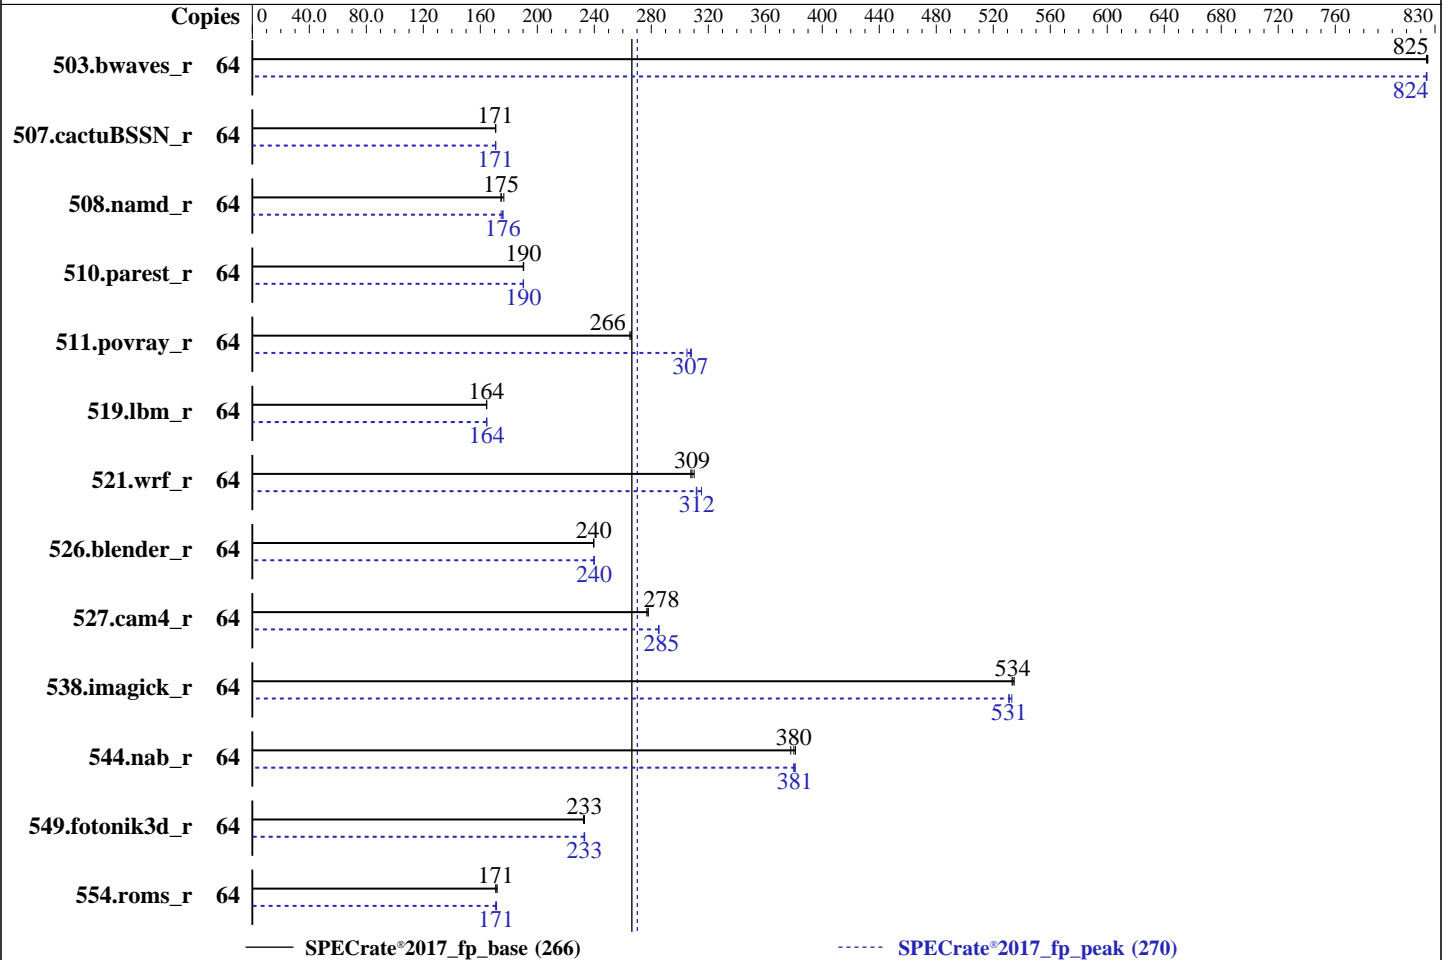 Copies 0 40.0 80.0 120 160 200 240 280 320 360 400 440 480 520 560 600 640 680 720 760 830
825
503.bwaves_r 64
824
171
507.cactuBSSN_r 64
171
175
508.namd_r 64
176
190
510.parest_r 64
190
266
511.povray_r 64
307
164
519.lbm_r 64
164
309
521.wrf_r 64
312
240
526.blender_r 64
240
278
527.cam4_r 64
285
534
538.imagick_r 64
531
380
544.nab_r 64
381
233
549.fotonik3d_r 64
233
171
554.roms_r 64
171
SPECrate®2017_fp_base (266) SPECrate®2017_fp_peak (270)